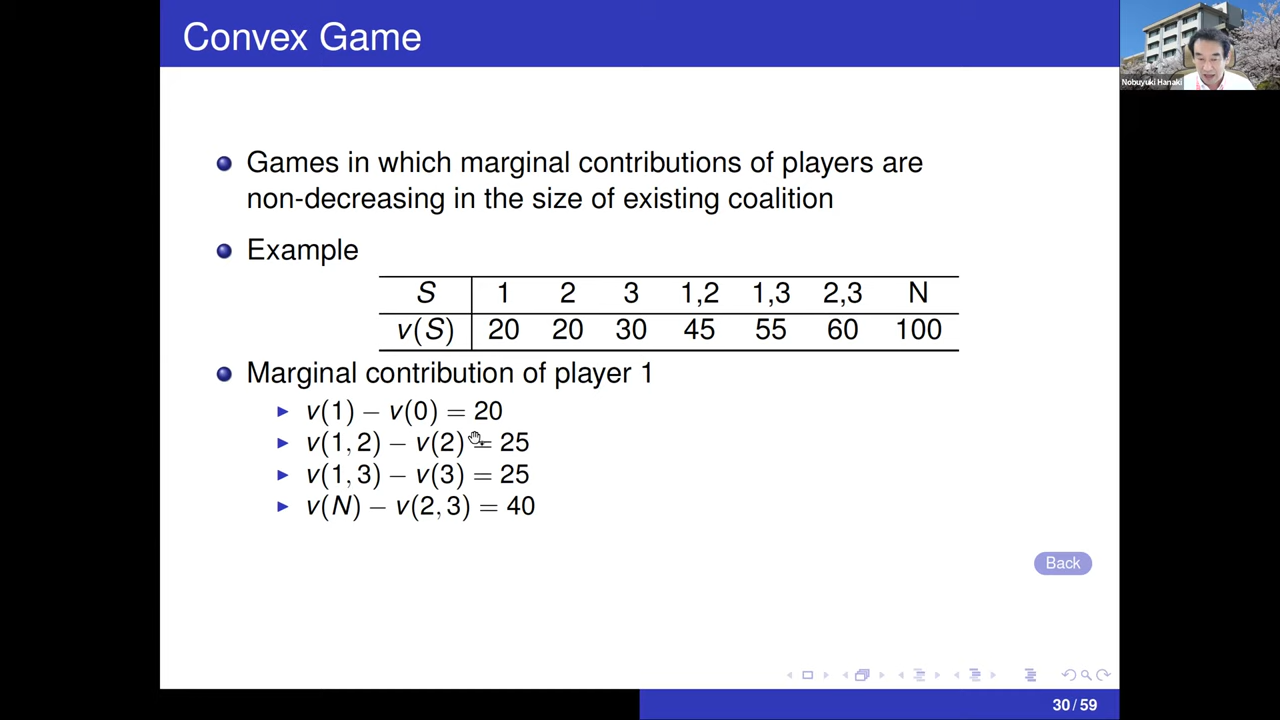 Convex Game
Nobuyuki Hanaki
Games in which marginal contributions of players are
non-decreasing in the size of existing coalition
Example
S 1 2 3 1,2 1,3 2,3 N
v(S) 20 20 30 45 55 60 100
Marginal contribution of player 1
v(1) − v(0) = 20
v(1, 2) − v(2) = 25
v(1, 3) − v(3) = 25
v(N) − v(2, 3) = 40
Back
30 / 59